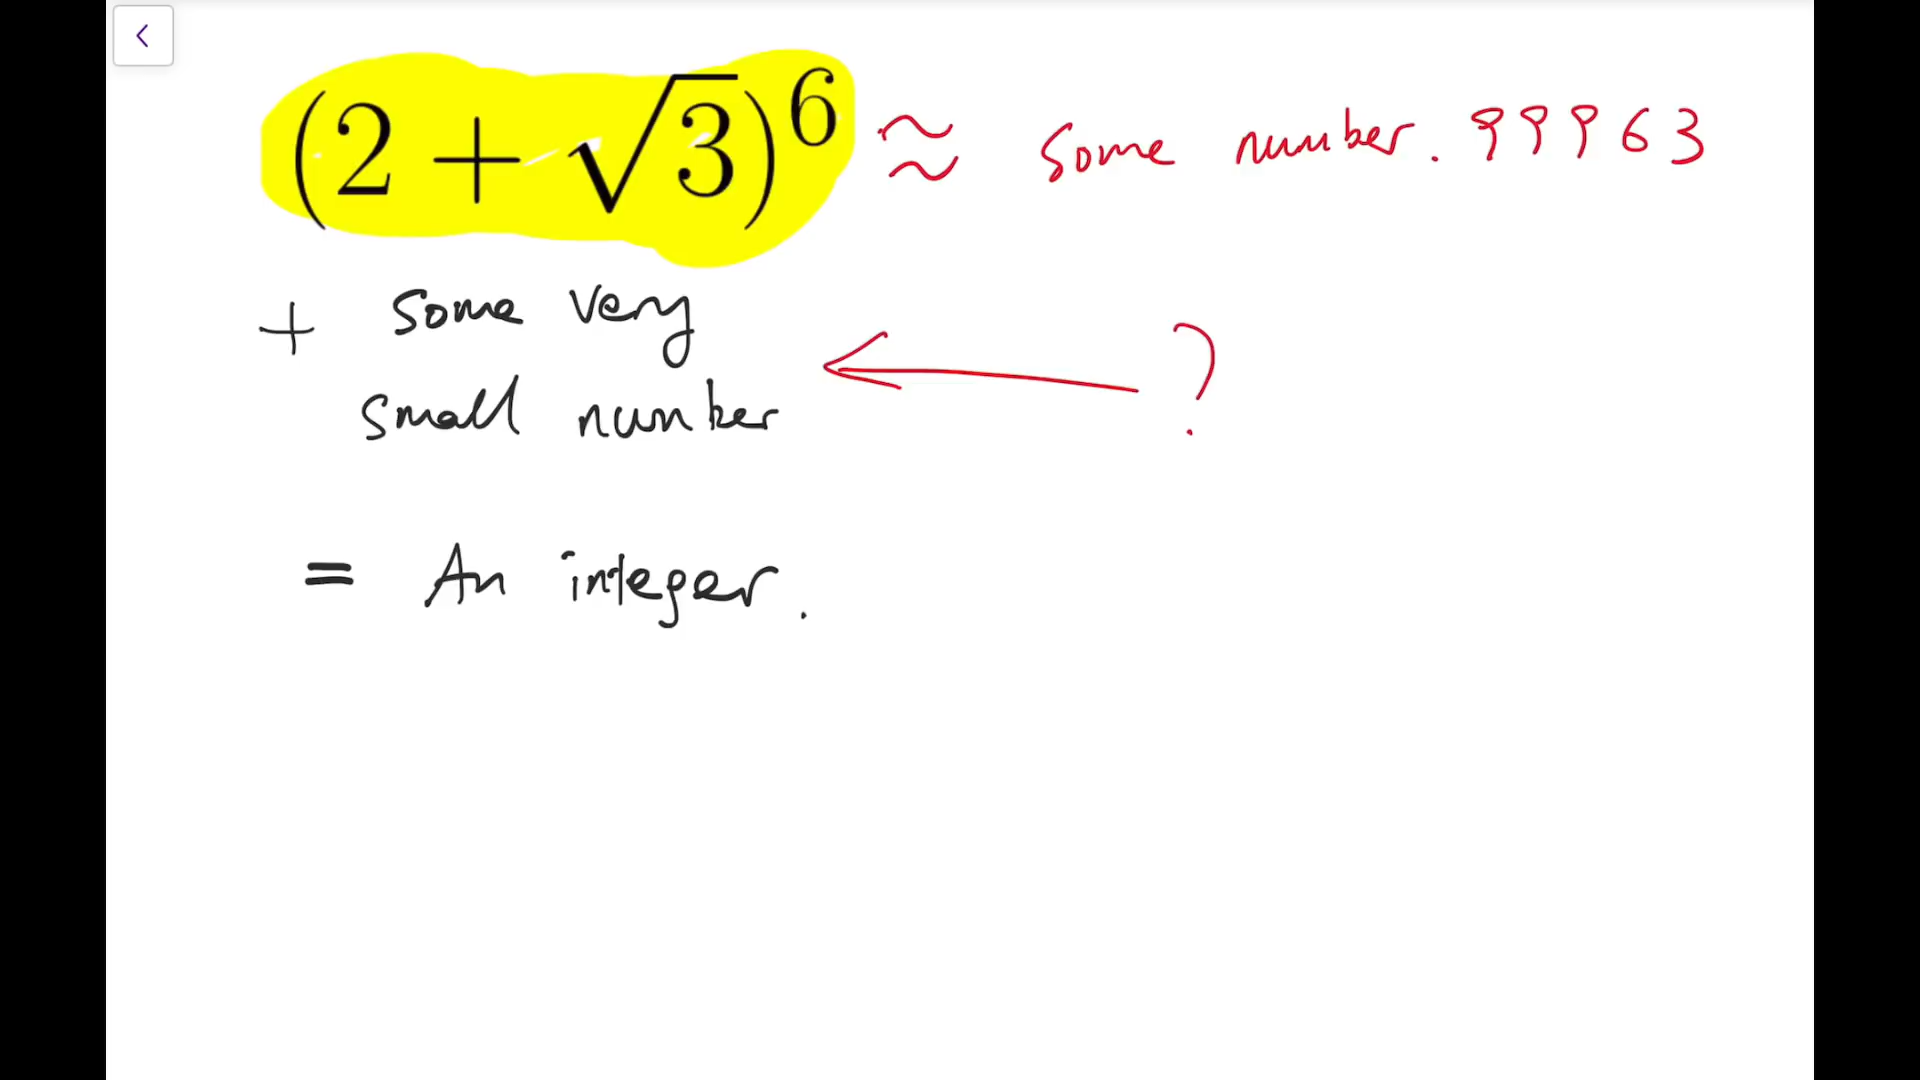 (2 + √3)^6 ≈ some number.99963
+ some very
small number ← ?
= An integer.